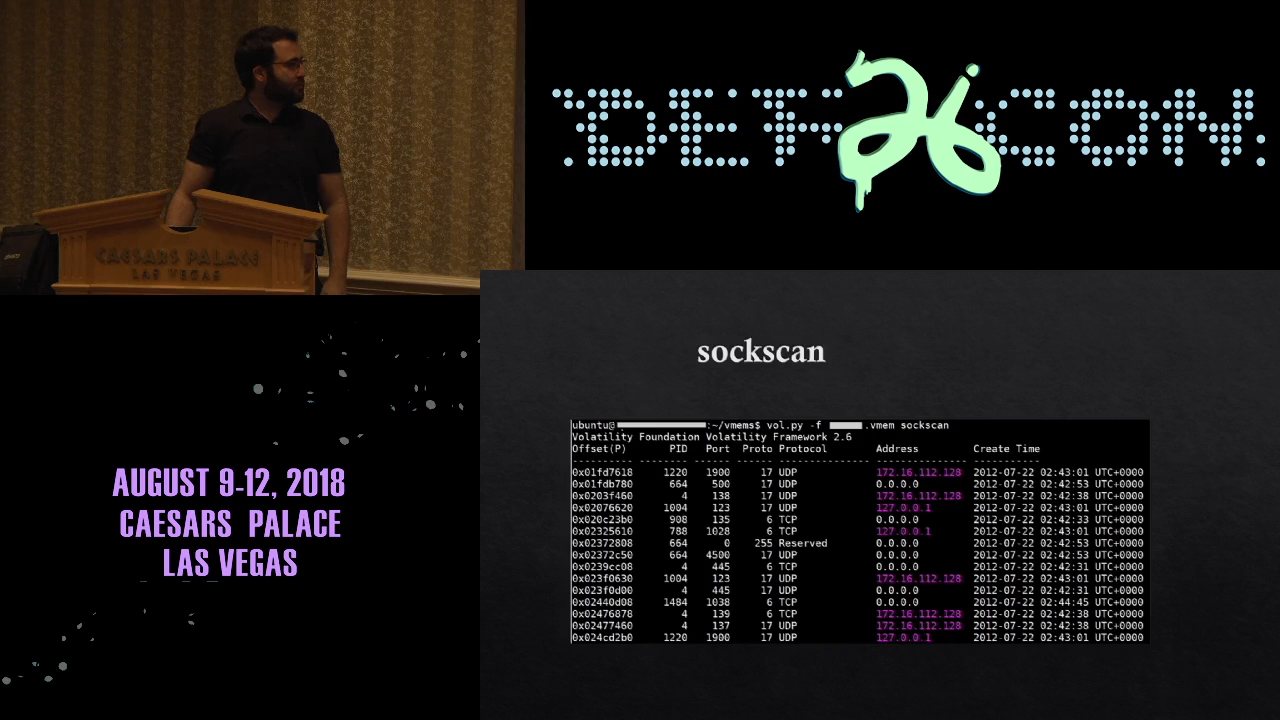 DEF 26 CON
CAESARS PALACE
LAS VEGAS
sockscan
ubuntu@ :~/vmems$ vol.py -f .vmem sockscan
Volatility Foundation Volatility Framework 2.6
Offset(P) PID Port Proto Protocol Address Create Time
---------- -------- ------ ------ --------------- --------------- -----------
0x01fd7618 1220 1900 17 UDP 172.16.112.128 2012-07-22 02:43:01 UTC+0000
0x01fdb780 664 500 17 UDP 0.0.0.0 2012-07-22 02:42:53 UTC+0000
0x0203f460 4 138 17 UDP 172.16.112.128 2012-07-22 02:42:38 UTC+0000
0x02076620 1004 123 17 UDP 127.0.0.1 2012-07-22 02:43:01 UTC+0000
0x020c23b0 908 135 6 TCP 0.0.0.0 2012-07-22 02:42:33 UTC+0000
0x02325610 788 1028 6 TCP 127.0.0.1 2012-07-22 02:43:01 UTC+0000
0x02372808 664 0 255 Reserved 0.0.0.0 2012-07-22 02:42:53 UTC+0000
0x02372c50 664 4500 17 UDP 0.0.0.0 2012-07-22 02:42:53 UTC+0000
0x0239cc08 4 445 6 TCP 0.0.0.0 2012-07-22 02:42:31 UTC+0000
0x023f0630 1004 123 17 UDP 172.16.112.128 2012-07-22 02:43:01 UTC+0000
0x023f0d00 4 445 17 UDP 0.0.0.0 2012-07-22 02:42:31 UTC+0000
0x02440d08 1484 1038 6 TCP 0.0.0.0 2012-07-22 02:44:45 UTC+0000
0x02476878 4 139 6 TCP 172.16.112.128 2012-07-22 02:42:38 UTC+0000
0x02477460 4 137 17 UDP 172.16.112.128 2012-07-22 02:42:38 UTC+0000
0x024cd2b0 1220 1900 17 UDP 127.0.0.1 2012-07-22 02:43:01 UTC+0000
AUGUST 9-12, 2018
CAESARS PALACE
LAS VEGAS